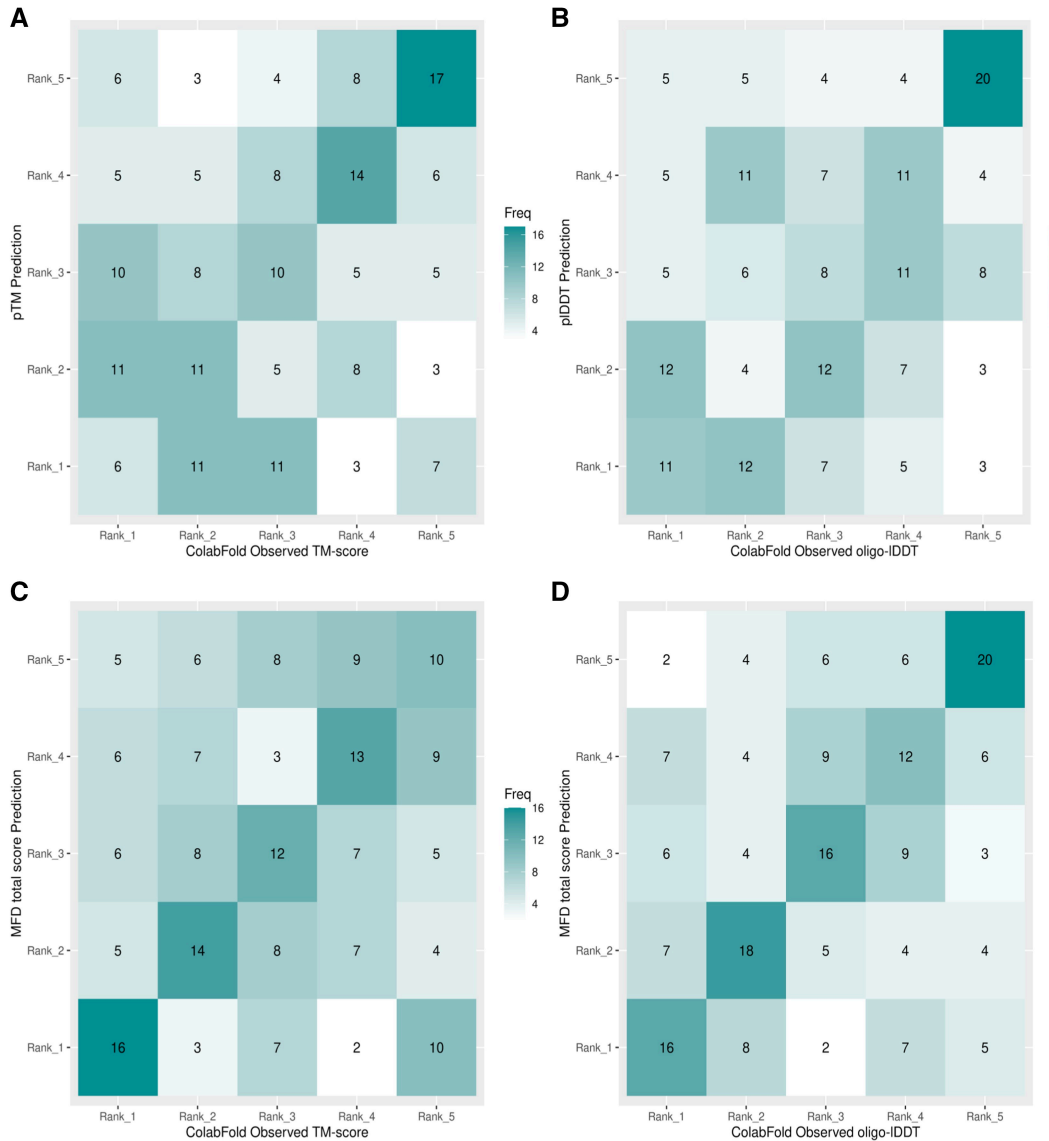 A
Rank_5
6 3 4 8 17
Rank_4
5 5 8 14 6
Rank_3
10 8 10 5 5
Rank_2
11 11 5 8 3
Rank_1
6 11 11 3 7
Rank_1 Rank_2 Rank_3 Rank_4 Rank_5
ColabFold Observed TM-score
pTM Prediction
Freq
16
12
8
4
B
Rank_5
5 5 4 4 20
Rank_4
5 11 7 11 4
Rank_3
5 6 8 11 8
Rank_2
12 4 12 7 3
Rank_1
11 12 7 5 3
Rank_1 Rank_2 Rank_3 Rank_4 Rank_5
ColabFold Observed oligo-lDDT
plDDT Prediction
C
Rank_5
5 6 8 9 10
Rank_4
6 7 3 13 9
Rank_3
6 8 12 7 5
Rank_2
5 14 8 7 4
Rank_1
16 3 7 2 10
Rank_1 Rank_2 Rank_3 Rank_4 Rank_5
ColabFold Observed TM-score
MFD total score Prediction
Freq
16
12
8
4
D
Rank_5
2 4 6 6 20
Rank_4
7 4 9 12 6
Rank_3
6 4 16 9 3
Rank_2
7 18 5 4 4
Rank_1
16 8 2 7 5
Rank_1 Rank_2 Rank_3 Rank_4 Rank_5
ColabFold Observed oligo-lDDT
MFD total score Prediction